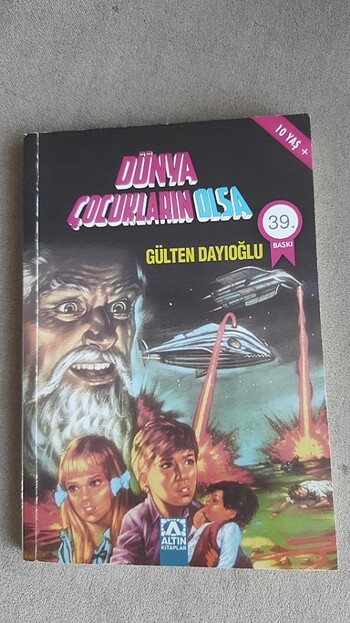 10 YAŞ +
DÜNYA
ÇOCUKLARIN OLSA
39.
BASKI
GÜLTEN DAYIOĞLU
ALTIN
KİTAPLAR